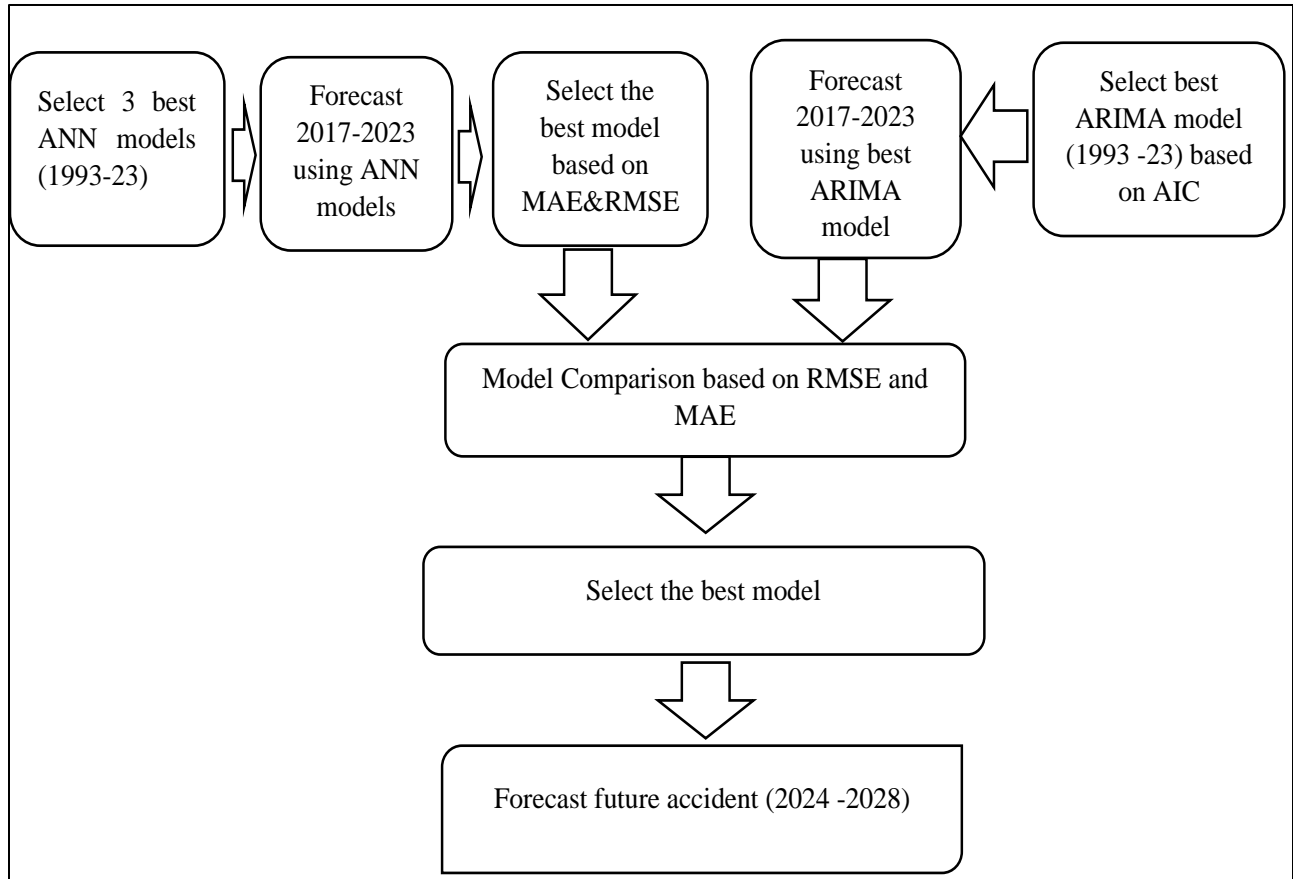 Select 3 best
ANN models
(1993-23)
Forecast
2017-2023
using ANN
models
Select the
best model
based on
MAE&RMSE
Forecast
2017-2023
using best
ARIMA
model
Select best
ARIMA model
(1993 -23) based
on AIC
Model Comparison based on RMSE and
MAE
Select the best model
Forecast future accident (2024 -2028)